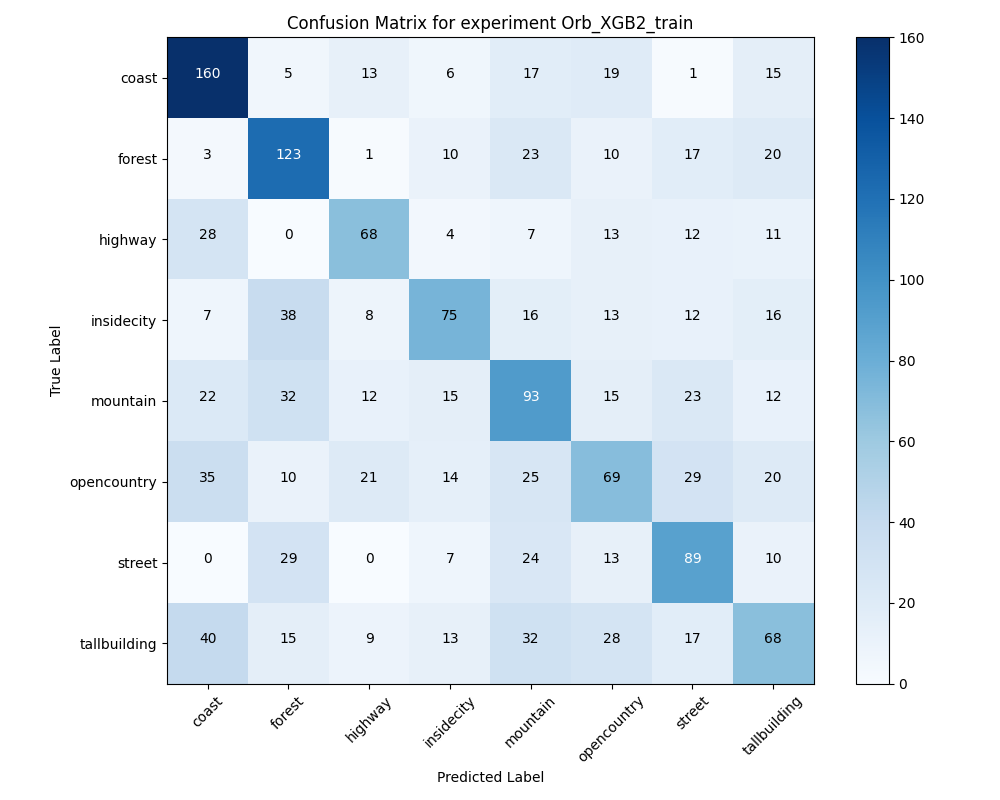 Confusion Matrix for experiment Orb_XGB2_train
coast 160 5 13 6 17 19 1 15
forest 3 123 1 10 23 10 17 20
highway 28 0 68 4 7 13 12 11
insidecity 7 38 8 75 16 13 12 16
mountain 22 32 12 15 93 15 23 12
opencountry 35 10 21 14 25 69 29 20
street 0 29 0 7 24 13 89 10
tallbuilding 40 15 9 13 32 28 17 68
coast forest highway insidecity mountain opencountry street tallbuilding
Predicted Label
True Label
160
140
120
100
80
60
40
20
0